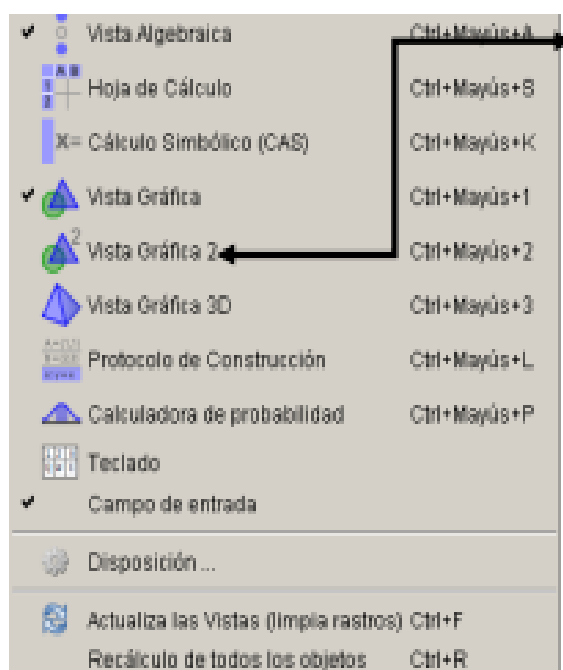 Vista Algebraica Ctrl+Mayús+A
Hoja de Cálculo Ctrl+Mayús+S
Cálculo Simbólico (CAS) Ctrl+Mayús+K
Vista Gráfica Ctrl+Mayús+1
Vista Gráfica 2 Ctrl+Mayús+2
Vista Gráfica 3D Ctrl+Mayús+3
Protocolo de Construcción Ctrl+Mayús+L
Calculadora de probabilidad Ctrl+Mayús+P
Teclado
Campo de entrada
Disposición ...
Actualiza las Vistas (limpia rastros) Ctrl+F
Recálculo de todos los objetos Ctrl+R